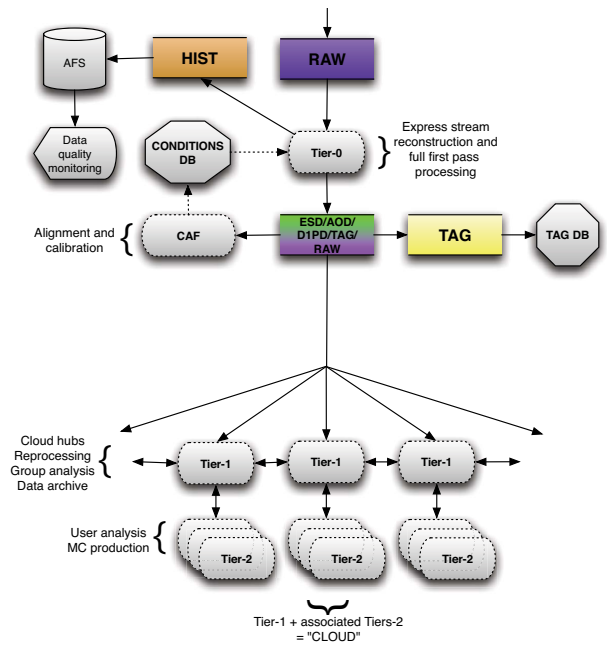 AFS
HIST
RAW
Data
quality
monitoring
CONDITIONS
DB
Tier-0
Express stream
reconstruction and
full first pass
processing
Alignment and
calibration
CAF
ESD/AOD/
D1PD/TAG/
RAW
TAG
TAG DB
Cloud hubs
Reprocessing
Group analysis
Data archive
Tier-1
Tier-1
Tier-1
User analysis
MC production
Tier-2
Tier-2
Tier-2
Tier-1 + associated Tiers-2
= "CLOUD"